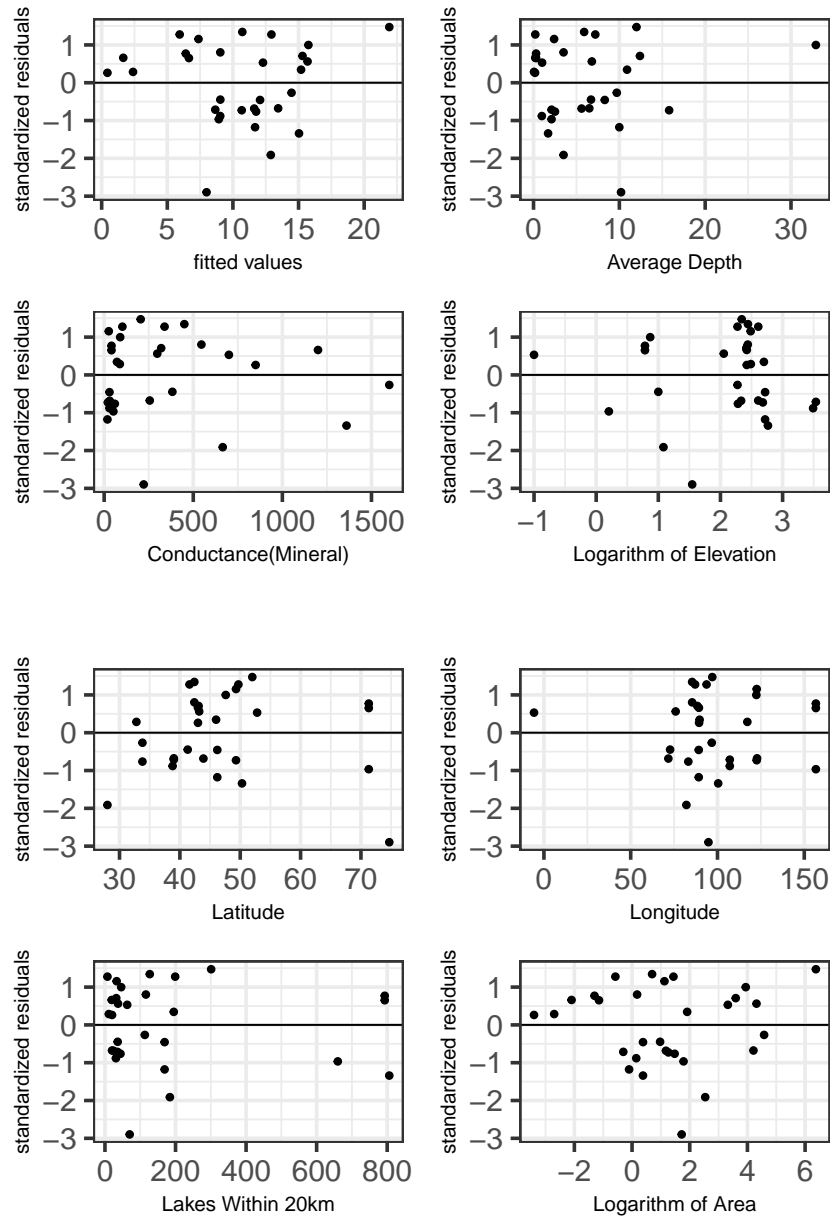 standardized residuals
1
0
−1
−2
−3
0 5 10 15 20
fitted values
standardized residuals
1
0
−1
−2
−3
0 10 20 30
Average Depth
standardized residuals
1
0
−1
−2
−3
0 500 1000 1500
Conductance(Mineral)
standardized residuals
1
0
−1
−2
−3
−1 0 1 2 3
Logarithm of Elevation
standardized residuals
1
0
−1
−2
−3
30 40 50 60 70
Latitude
standardized residuals
1
0
−1
−2
−3
0 50 100 150
Longitude
standardized residuals
1
0
−1
−2
−3
0 200 400 600 800
Lakes Within 20km
standardized residuals
1
0
−1
−2
−3
−2 0 2 4 6
Logarithm of Area